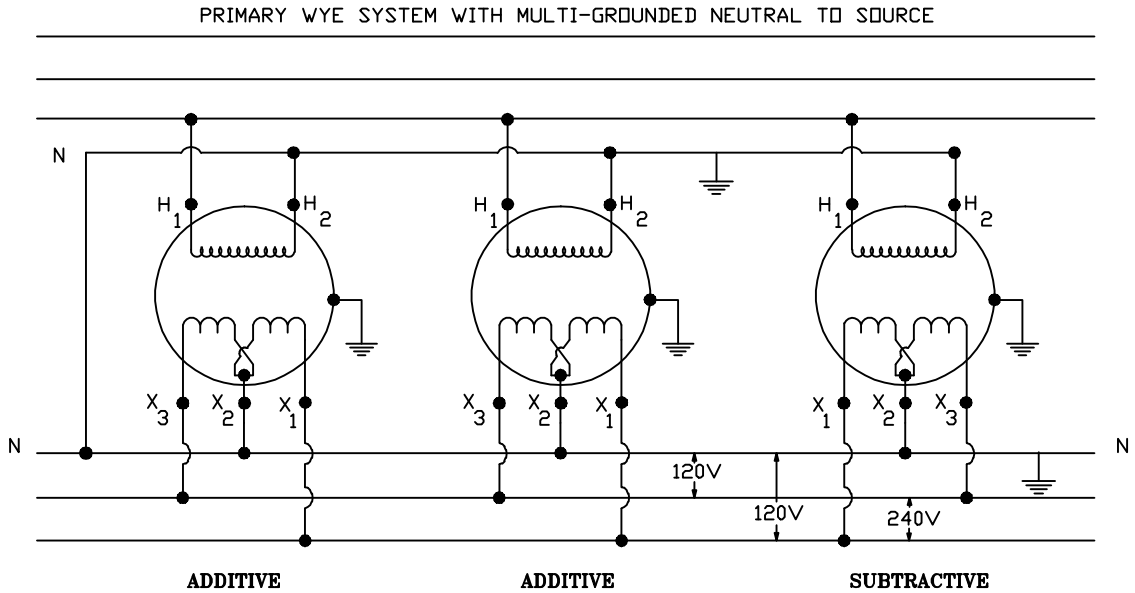 PRIMARY WYE SYSTEM WITH MULTI-GROUNDED NEUTRAL TO SOURCE
N
H1 H2 H1 H2 H1 H2
X3 X2 X1 X3 X2 X1 X1 X2 X3
N N
120V
120V 240V
ADDITIVE ADDITIVE SUBTRACTIVE